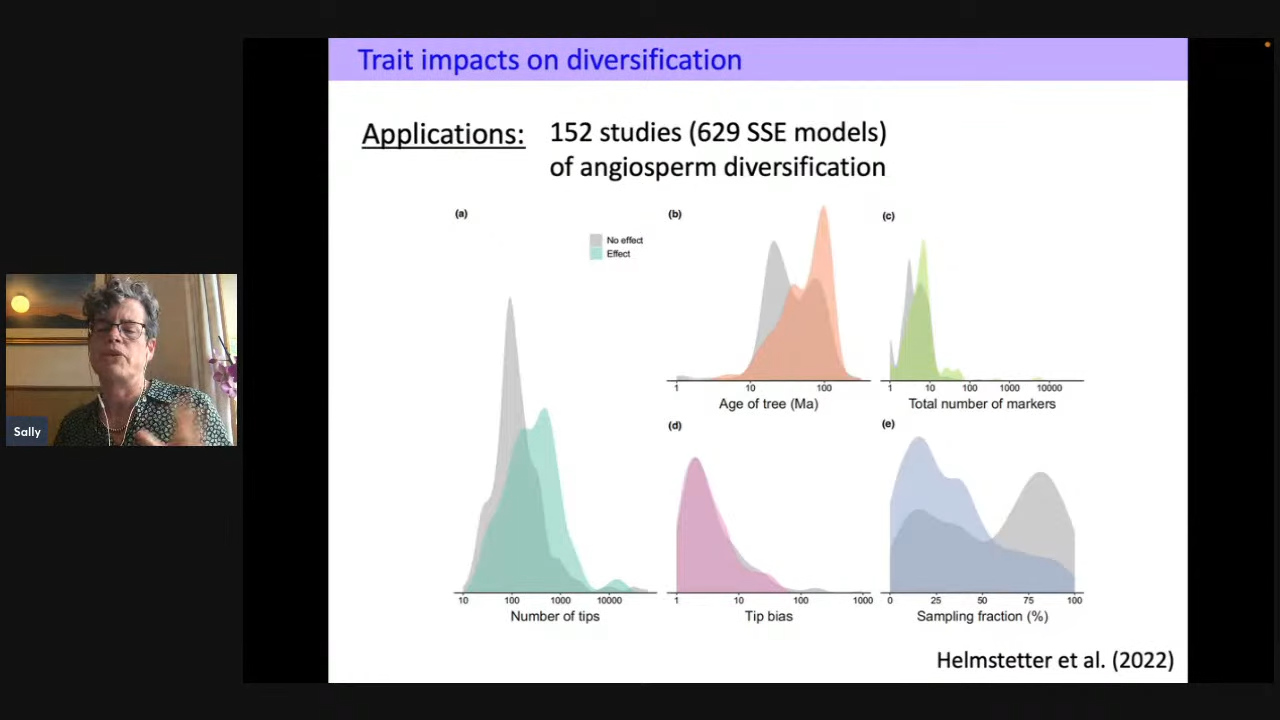 Trait impacts on diversification
Applications:
152 studies (629 SSE models)
of angiosperm diversification
(a)
No effect
Effect
10 100 1000 10000
Number of tips
(b)
1 10 100
Age of tree (Ma)
(c)
1 10 100 1000 10000
Total number of markers
(d)
1 10 100 1000
Tip bias
(e)
0 25 50 75 100
Sampling fraction (%)
Helmstetter et al. (2022)
Sally